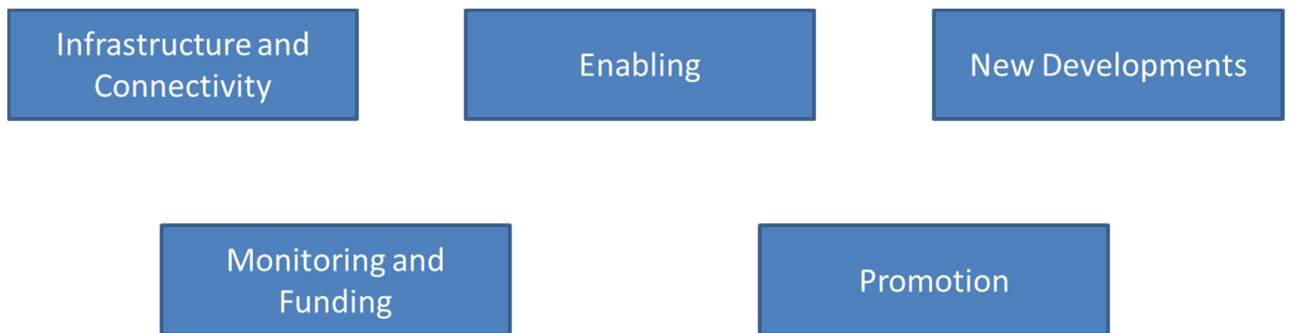 Infrastructure and
Connectivity
Enabling
New Developments
Monitoring and
Funding
Promotion